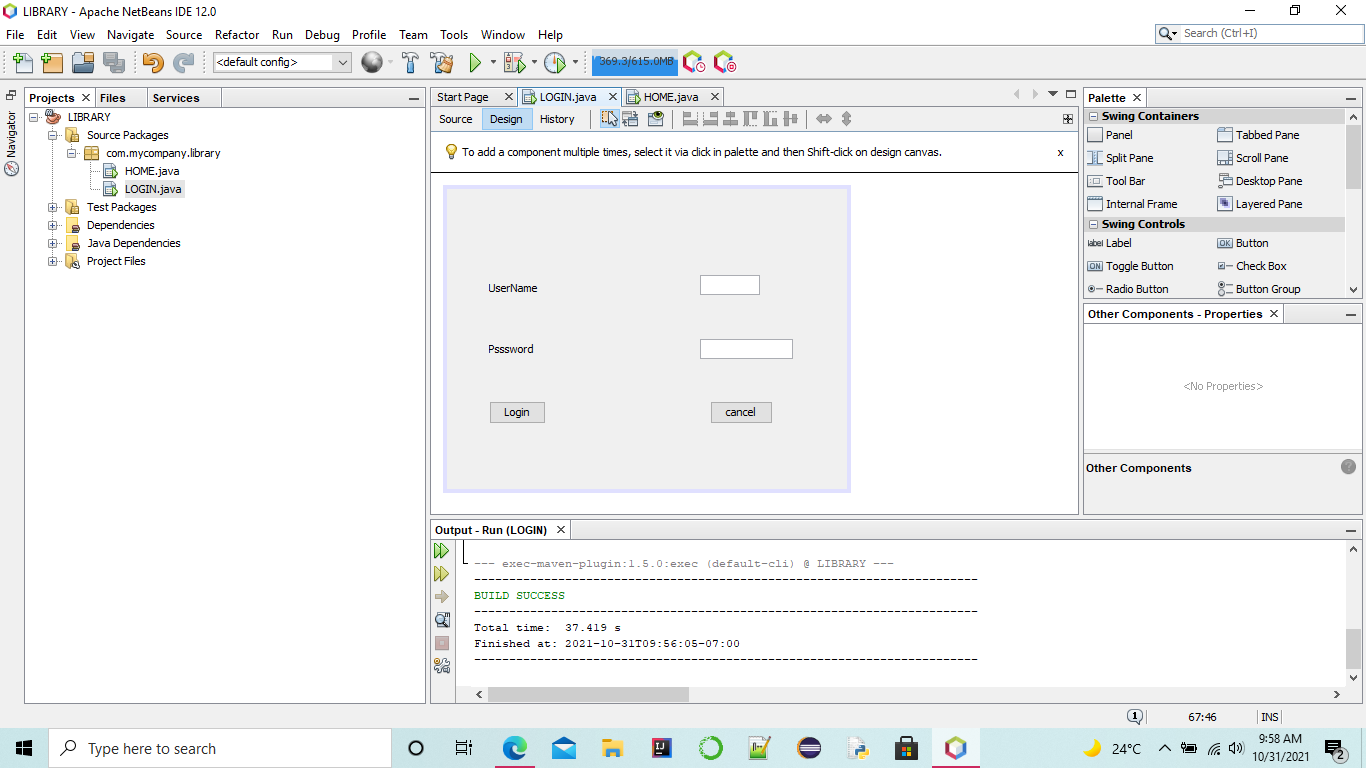 LIBRARY - Apache NetBeans IDE 12.0
File Edit View Navigate Source Refactor Run Debug Profile Team Tools Window Help
Search (Ctrl+I)
<default config>
369.3/615.0MB
Navigator
Projects Files Services
LIBRARY
Source Packages
com.mycompany.library
HOME.java
LOGIN.java
Test Packages
Dependencies
Java Dependencies
Project Files
Start Page LOGIN.java HOME.java
Source Design History
To add a component multiple times, select it via click in palette and then Shift-click on design canvas. x
UserName
Psssword
Login cancel
Palette
Swing Containers
Panel Tabbed Pane
Split Pane Scroll Pane
Tool Bar Desktop Pane
Internal Frame Layered Pane
Swing Controls
label Label OK Button
ON Toggle Button Check Box
Radio Button Button Group
Other Components - Properties
<No Properties>
Other Components
Output - Run (LOGIN)
--- exec-maven-plugin:1.5.0:exec (default-cli) @ LIBRARY ---
------------------------------------------------------------------------
BUILD SUCCESS
------------------------------------------------------------------------
Total time:  37.419 s
Finished at: 2021-10-31T09:56:05-07:00
------------------------------------------------------------------------
1 67:46 INS
Type here to search
24°C
9:58 AM
10/31/2021
2